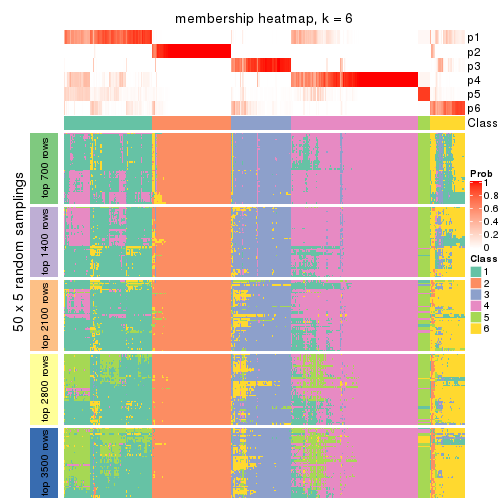 membership heatmap, k = 6
p1
p2
p3
p4
p5
p6
Class
50 x 5 random samplings
top 700 rows
top 1400 rows
top 2100 rows
top 2800 rows
top 3500 rows
Prob
1
0.8
0.6
0.4
0.2
0
Class
1
2
3
4
5
6